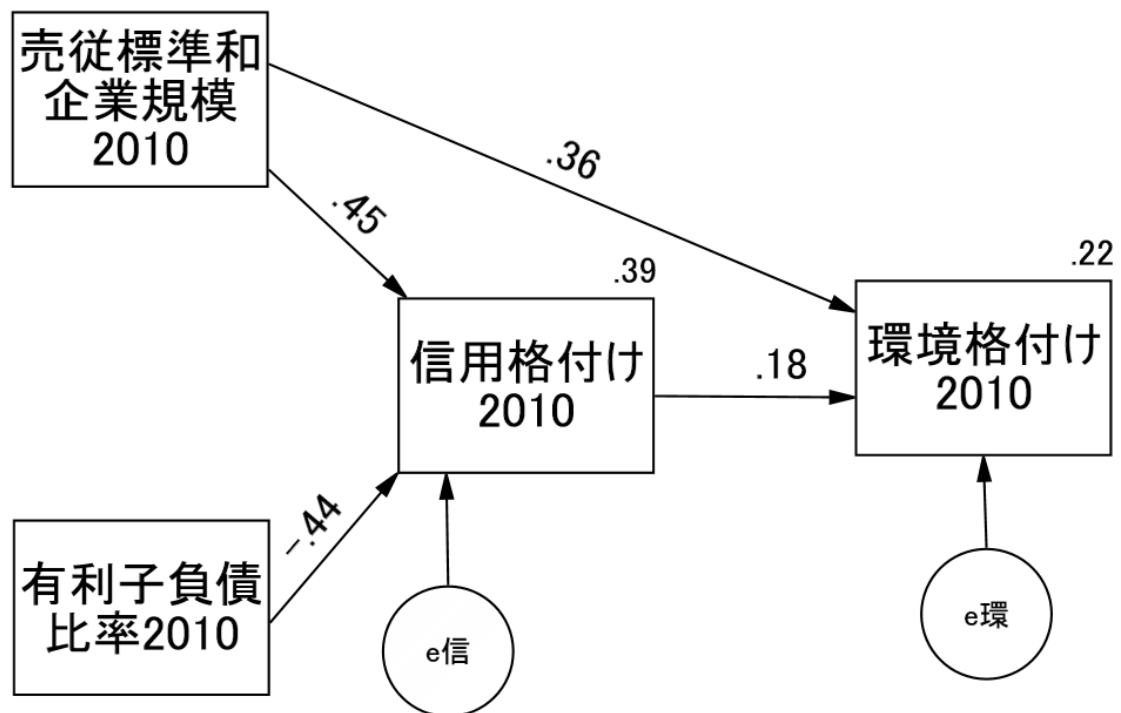 売従標準和
企業規模
2010
.36
.45
.39
.22
信用格付け
2010
.18
環境格付け
2010
-.44
有利子負債
比率2010
e信
e環